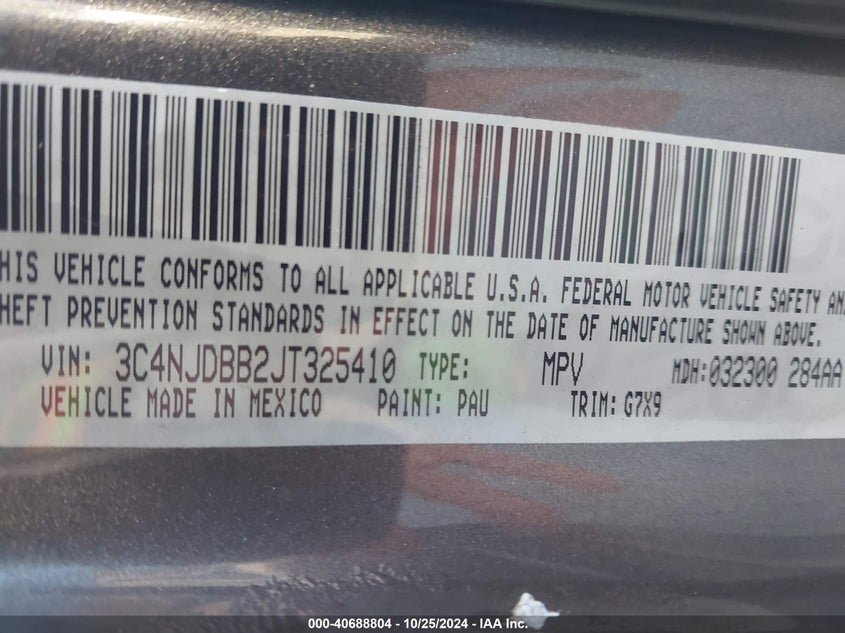 HIS VEHICLE CONFORMS TO ALL APPLICABLE U.S.A. FEDERAL MOTOR VEHICLE SAFETY AN
HEFT PREVENTION STANDARDS IN EFFECT ON THE DATE OF MANUFACTURE SHOWN ABOVE.
VIN: 3C4NJDBB2JT325410 TYPE: MPV MDH:032300 284AA
VEHICLE MADE IN MEXICO PAINT: PAU TRIM: G7X9
000-40688804 - 10/25/2024 - IAA Inc.